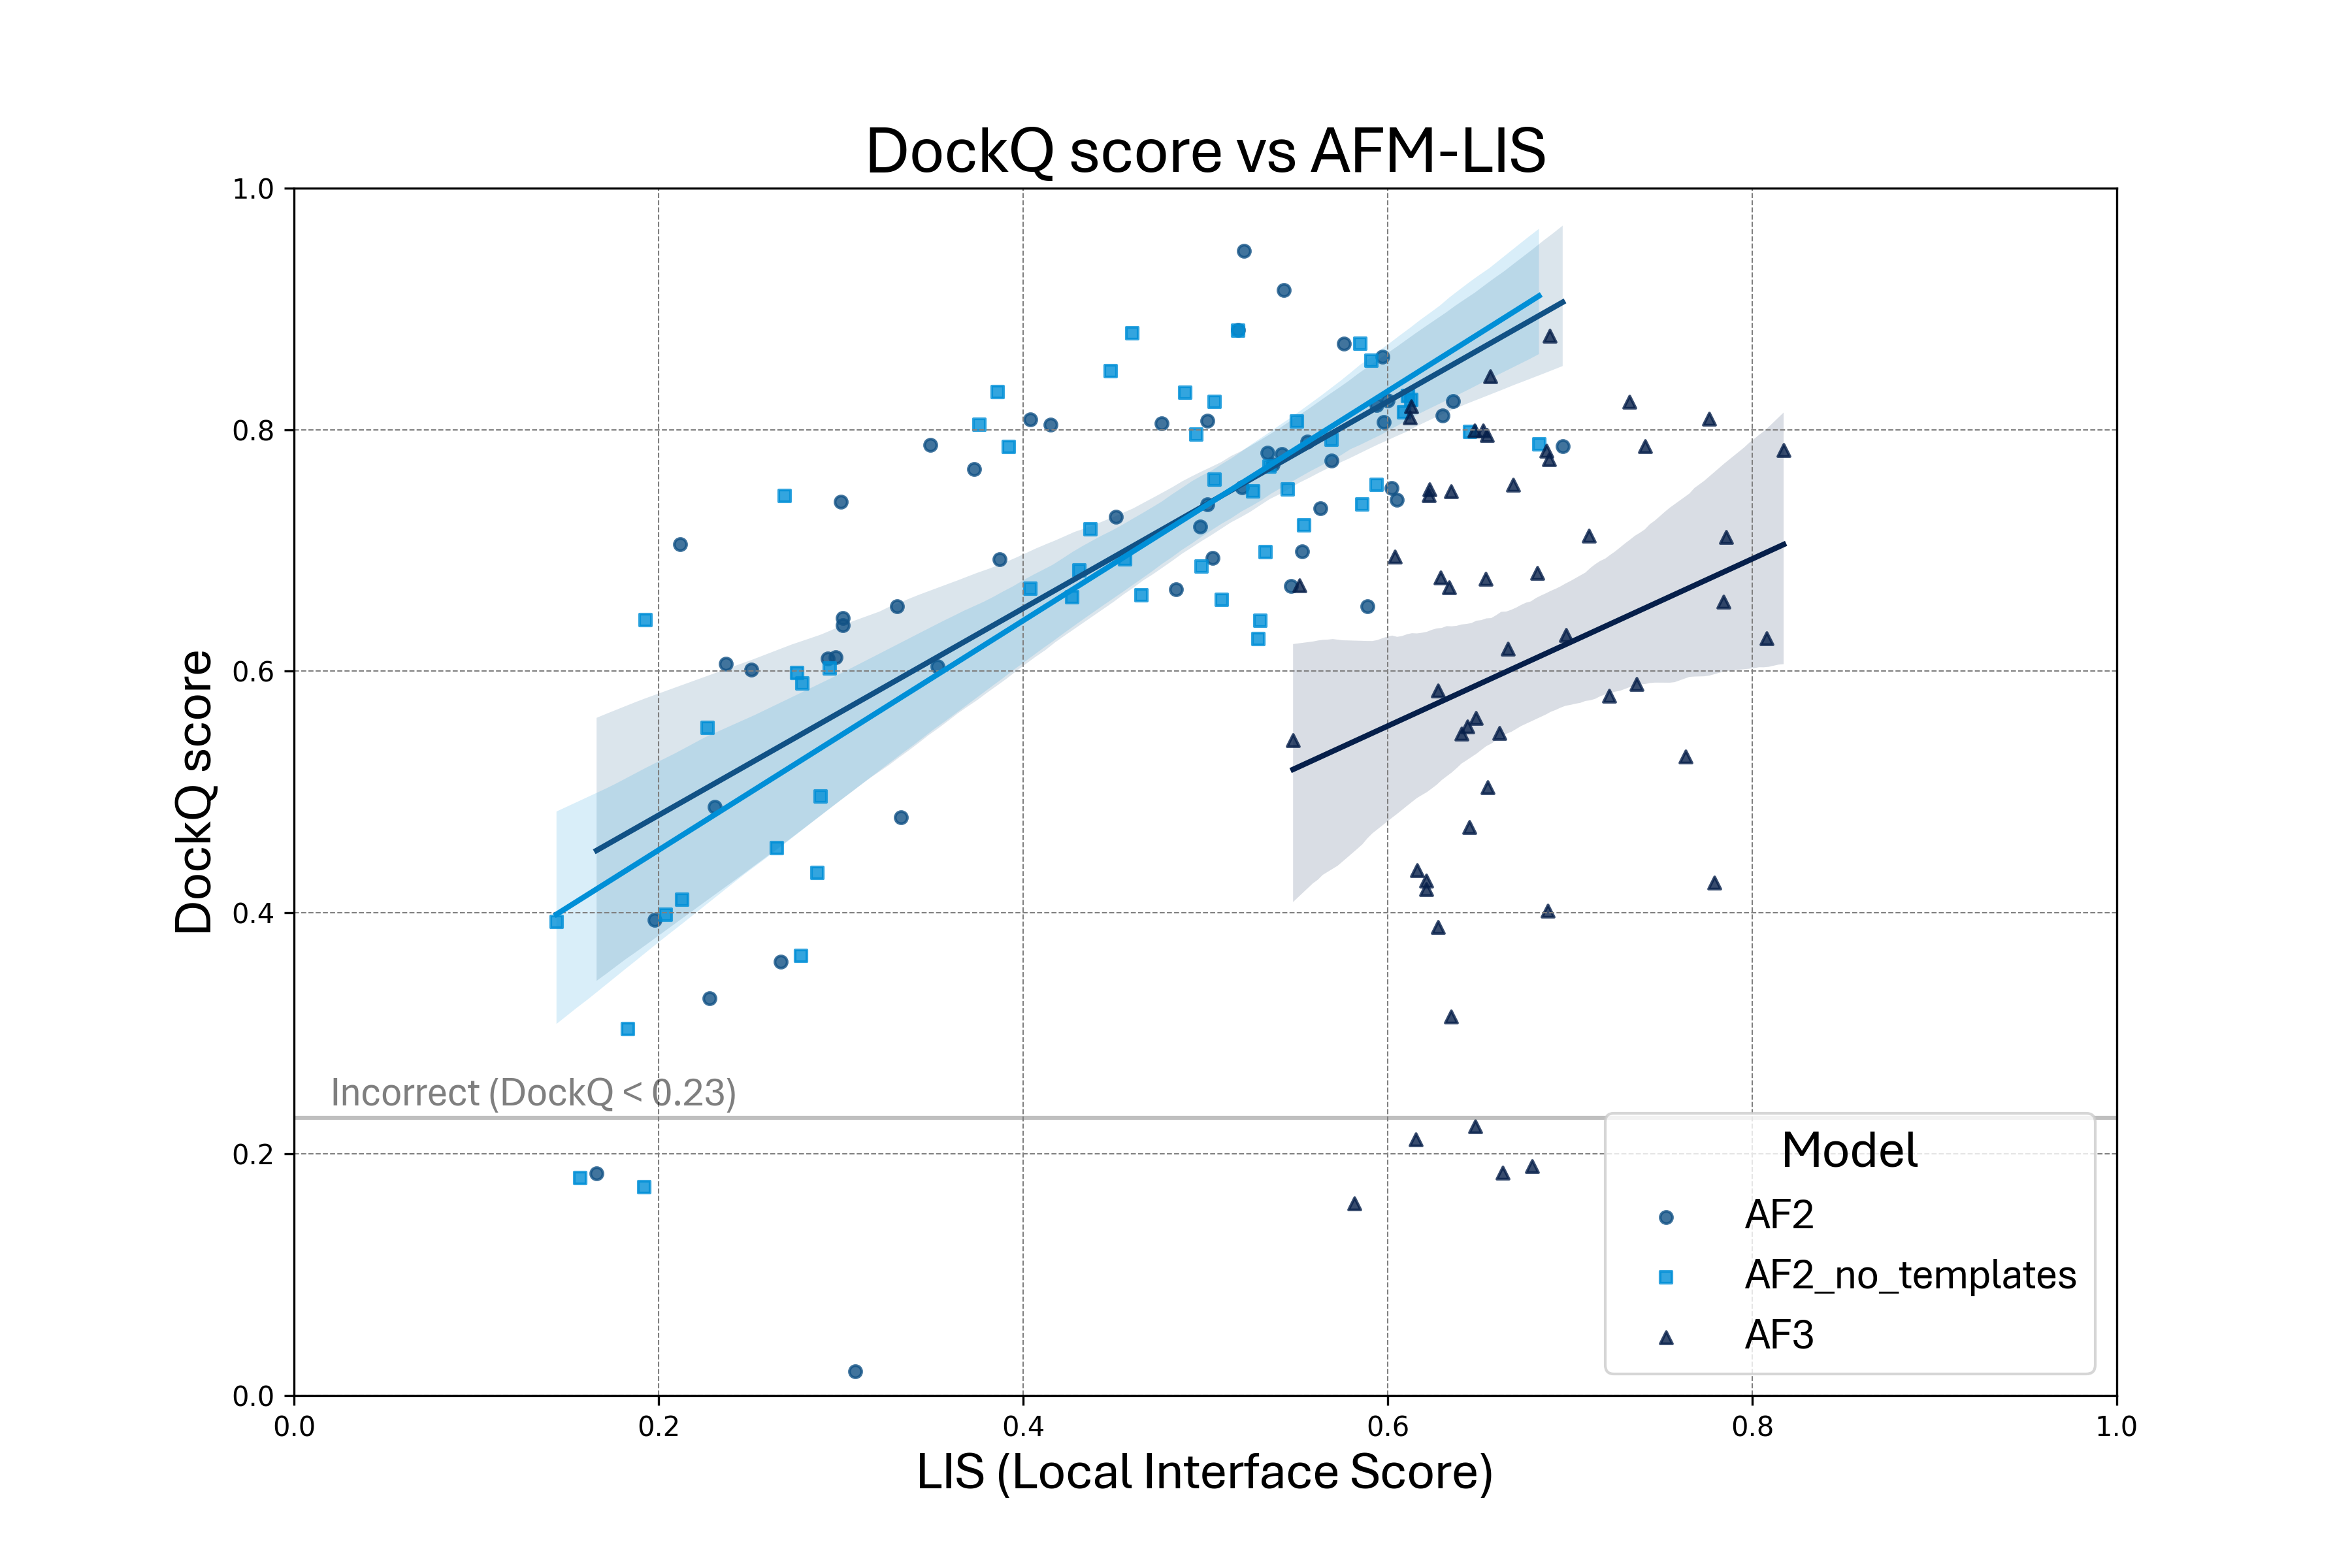 DockQ score vs AFM-LIS
1.0
0.8
0.6
0.4
0.2
0.0
DockQ score
Incorrect (DockQ < 0.23)
Model
AF2
AF2_no_templates
AF3
0.0 0.2 0.4 0.6 0.8 1.0
LIS (Local Interface Score)